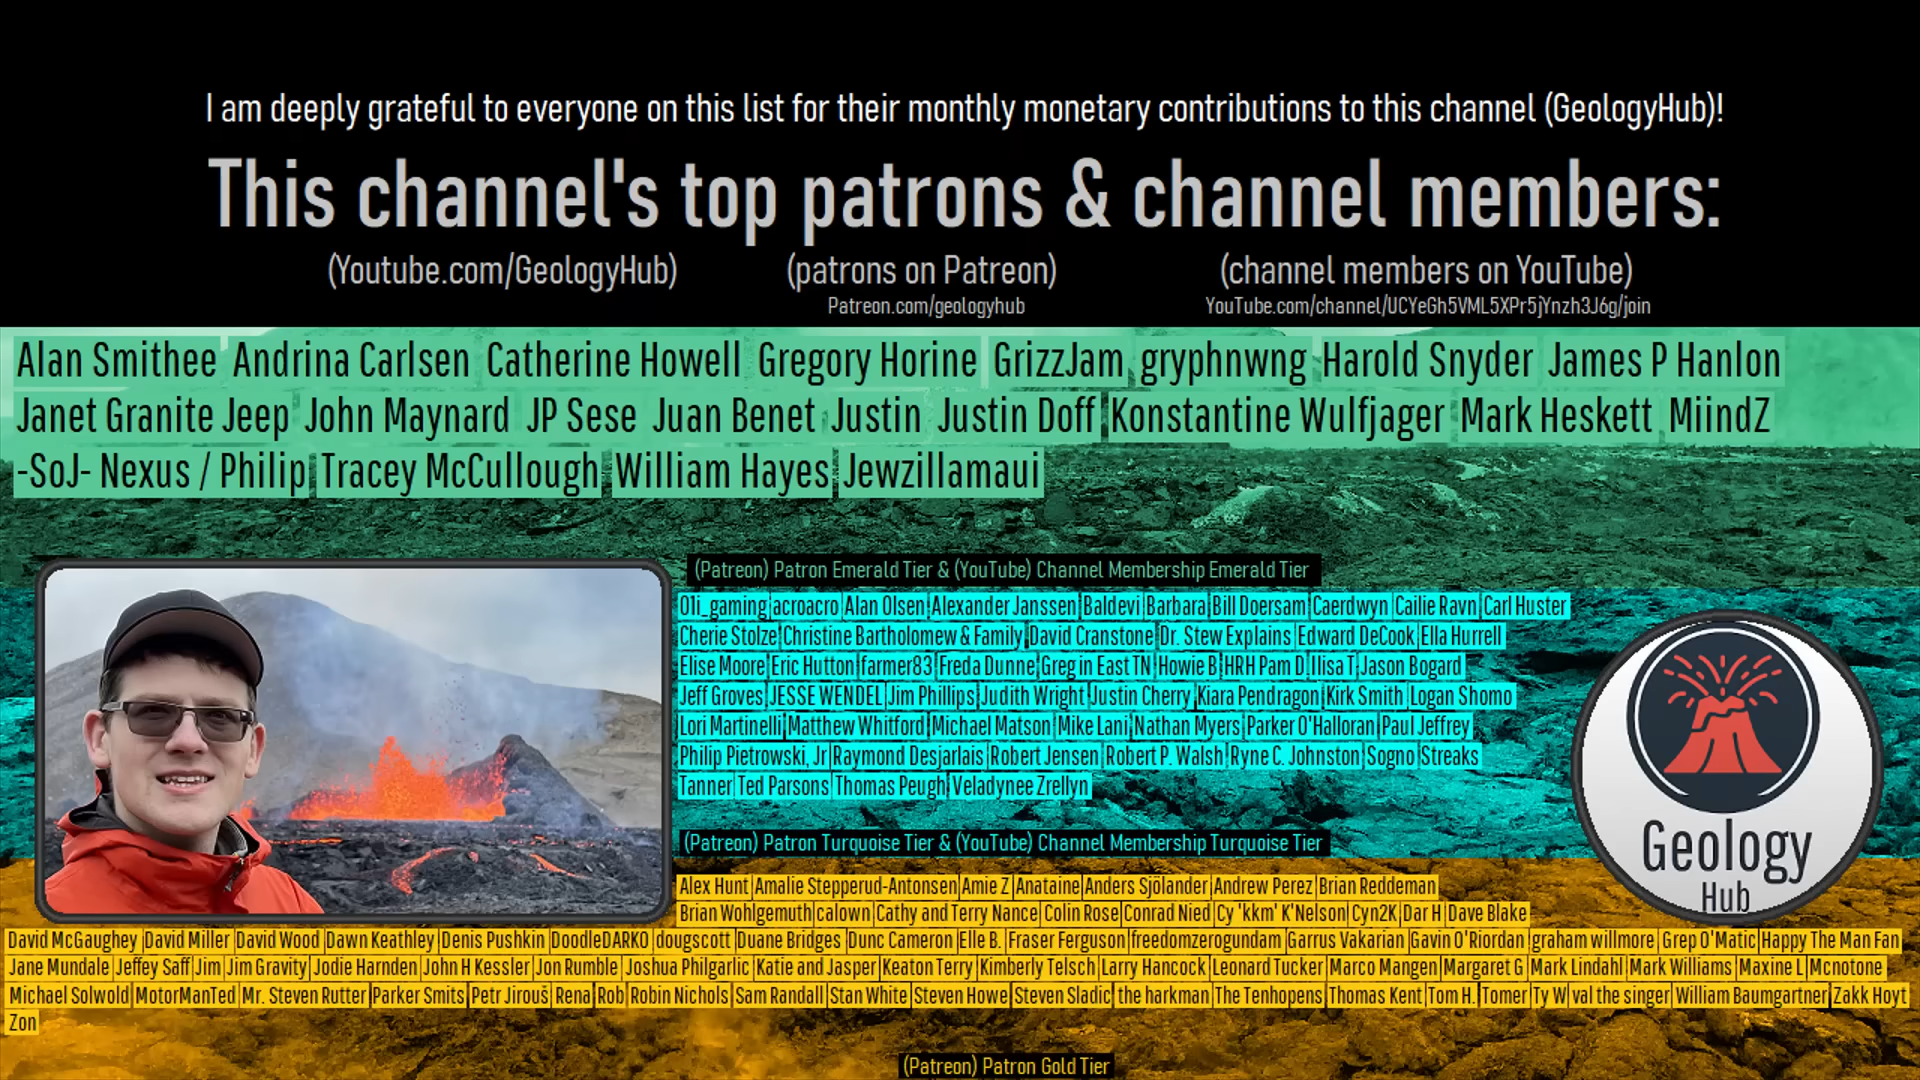 I am deeply grateful to everyone on this list for their monthly monetary contributions to this channel (GeologyHub)!
This channel's top patrons & channel members:
(Youtube.com/GeologyHub) (patrons on Patreon) (channel members on YouTube)
Patreon.com/geologyhub YouTube.com/channel/UCYeGh5VML5XPr5jYnzh3J6g/join
Alan Smithee Andrina Carlsen Catherine Howell Gregory Horine GrizzJam gryphnwng Harold Snyder James P Hanlon
Janet Granite Jeep John Maynard JP Sese Juan Benet Justin Justin Doff Konstantine Wulfjager Mark Heskett MiindZ
-SoJ- Nexus / Philip Tracey McCullough William Hayes Jewzillamaui
(Patreon) Patron Emerald Tier & (YouTube) Channel Membership Emerald Tier
01i_gaming acroacro Alan Olsen Alexander Janssen Baldevi Barbara Bill Doersam Caerdwyn Cailie Ravn Carl Huster
Cherie Stolze Christine Bartholomew & Family David Cranstone Dr. Stew Explains Edward DeCook Ella Hurrell
Elise Moore Eric Hutton farmer83 Freda Dunne Greg in East TN Howie B HRH Pam D Ilisa T Jason Bogard
Jeff Groves JESSE WENDEL Jim Phillips Judith Wright Justin Cherry Kiara Pendragon Kirk Smith Logan Shomo
Lori Martinelli Matthew Whitford Michael Matson Mike Lani Nathan Myers Parker O'Halloran Paul Jeffrey
Philip Pietrowski, Jr Raymond Desjarlais Robert Jensen Robert P. Walsh Ryne C. Johnston Sogno Streaks
Tanner Ted Parsons Thomas Peugh Veladynee Zrellyn
(Patreon) Patron Turquoise Tier & (YouTube) Channel Membership Turquoise Tier
Geology
Hub
Alex Hunt Amalie Stepperud-Antonsen Amie Z Anataine Anders Sjölander Andrew Perez Brian Reddeman
Brian Wohlgemuth calown Cathy and Terry Nance Colin Rose Conrad Nied Cy 'kkm' K'Nelson Cyn2K Dar H Dave Blake
David McGaughey David Miller David Wood Dawn Keathley Denis Pushkin DoodleDARKO dougscott Duane Bridges Dunc Cameron Elle B. Fraser Ferguson freedomzerogundam Garrus Vakarian Gavin O'Riordan graham willmore Grep O'Matic Happy The Man Fan
Jane Mundale Jeffey Saff Jim Jim Gravity Jodie Harnden John H Kessler Jon Rumble Joshua Philgarlic Katie and Jasper Keaton Terry Kimberly Telsch Larry Hancock Leonard Tucker Marco Mangen Margaret G Mark Lindahl Mark Williams Maxine L Mcnotone
Michael Solwold MotorManTed Mr. Steven Rutter Parker Smits Petr Jirouš Rena Rob Robin Nichols Sam Randall Stan White Steven Howe Steven Sladic the harkman The Tenhopens Thomas Kent Tom H. Tomer Ty W val the singer William Baumgartner Zakk Hoyt
Zon
(Patreon) Patron Gold Tier